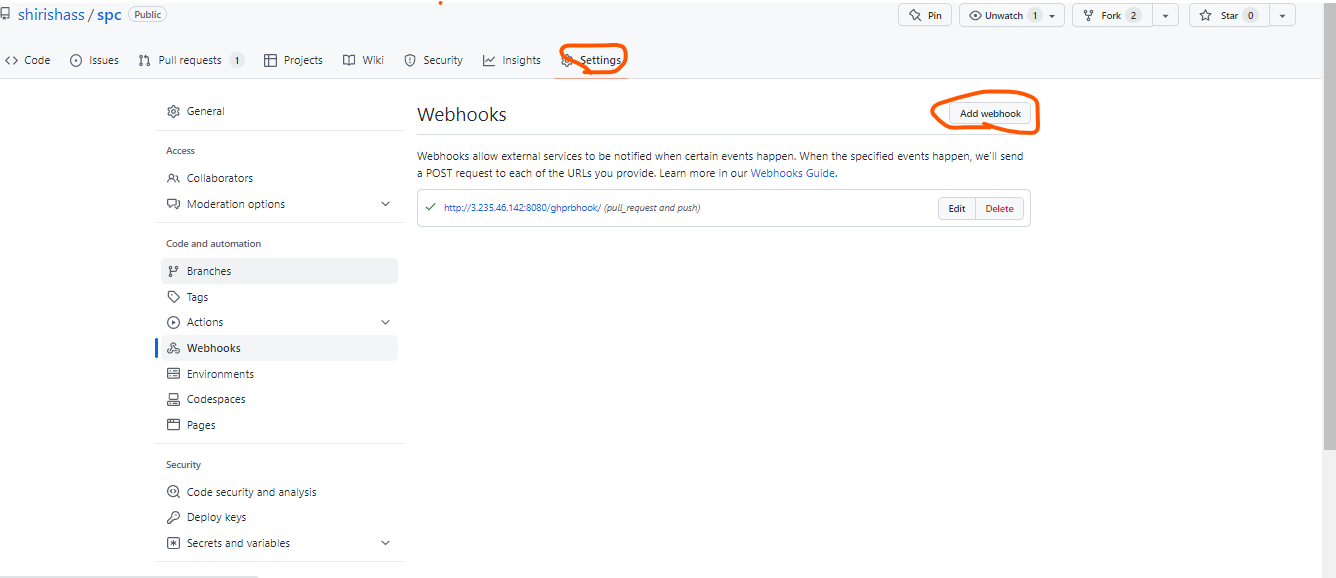 shirishass / spc Public Pin Unwatch 1 Fork 2 Star 0
Code Issues Pull requests 1 Projects Wiki Security Insights Settings
General
Access
Collaborators
Moderation options
Code and automation
Branches
Tags
Actions
Webhooks
Environments
Codespaces
Pages
Security
Code security and analysis
Deploy keys
Secrets and variables
Webhooks
Add webhook
Webhooks allow external services to be notified when certain events happen. When the specified events happen, we'll send
a POST request to each of the URLs you provide. Learn more in our Webhooks Guide.
http://3.235.46.142:8080/ghprbhook/ (pull_request and push)
Edit Delete